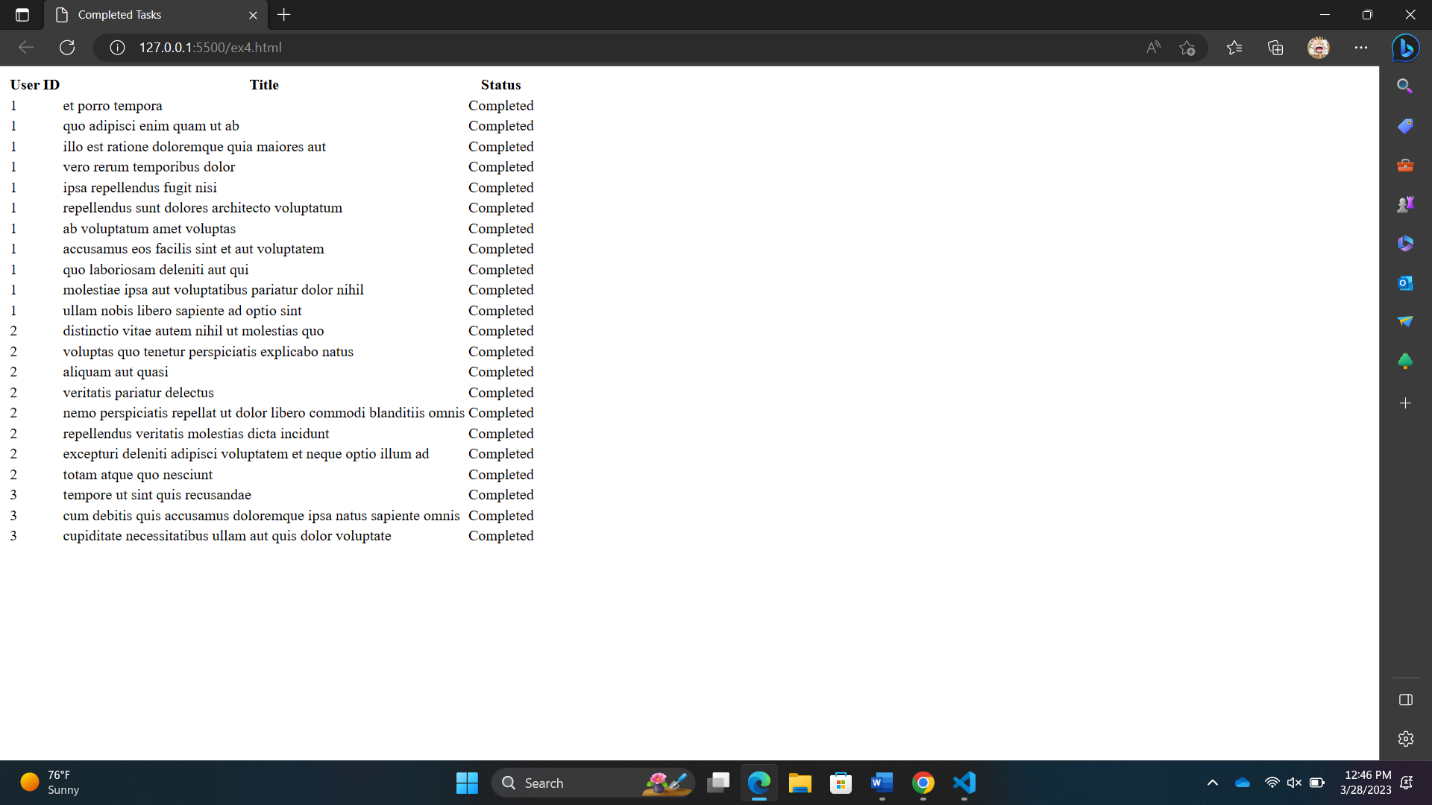 Completed Tasks
127.0.0.1:5500/ex4.html
User ID Title Status
1 et porro tempora Completed
1 quo adipisci enim quam ut ab Completed
1 illo est ratione doloremque quia maiores aut Completed
1 vero rerum temporibus dolor Completed
1 ipsa repellendus fugit nisi Completed
1 repellendus sunt dolores architecto voluptatum Completed
1 ab voluptatum amet voluptas Completed
1 accusamus eos facilis sint et aut voluptatem Completed
1 quo laboriosam deleniti aut qui Completed
1 molestiae ipsa aut voluptatibus pariatur dolor nihil Completed
1 ullam nobis libero sapiente ad optio sint Completed
2 distinctio vitae autem nihil ut molestias quo Completed
2 voluptas quo tenetur perspiciatis explicabo natus Completed
2 aliquam aut quasi Completed
2 veritatis pariatur delectus Completed
2 nemo perspiciatis repellat ut dolor libero commodi blanditiis omnis Completed
2 repellendus veritatis molestias dicta incidunt Completed
2 excepturi deleniti adipisci voluptatem et neque optio illum ad Completed
2 totam atque quo nesciunt Completed
3 tempore ut sint quis recusandae Completed
3 cum debitis quis accusamus doloremque ipsa natus sapiente omnis Completed
3 cupiditate necessitatibus ullam aut quis dolor voluptate Completed
76°F
Sunny
Search
12:46 PM
3/28/2023